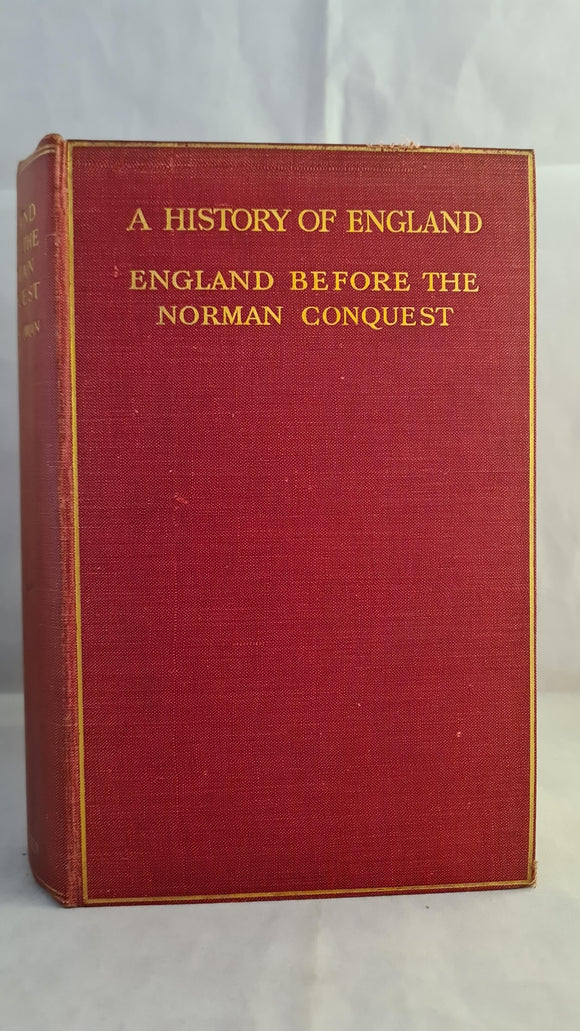 A HISTORY OF ENGLAND
ENGLAND BEFORE THE
NORMAN CONQUEST